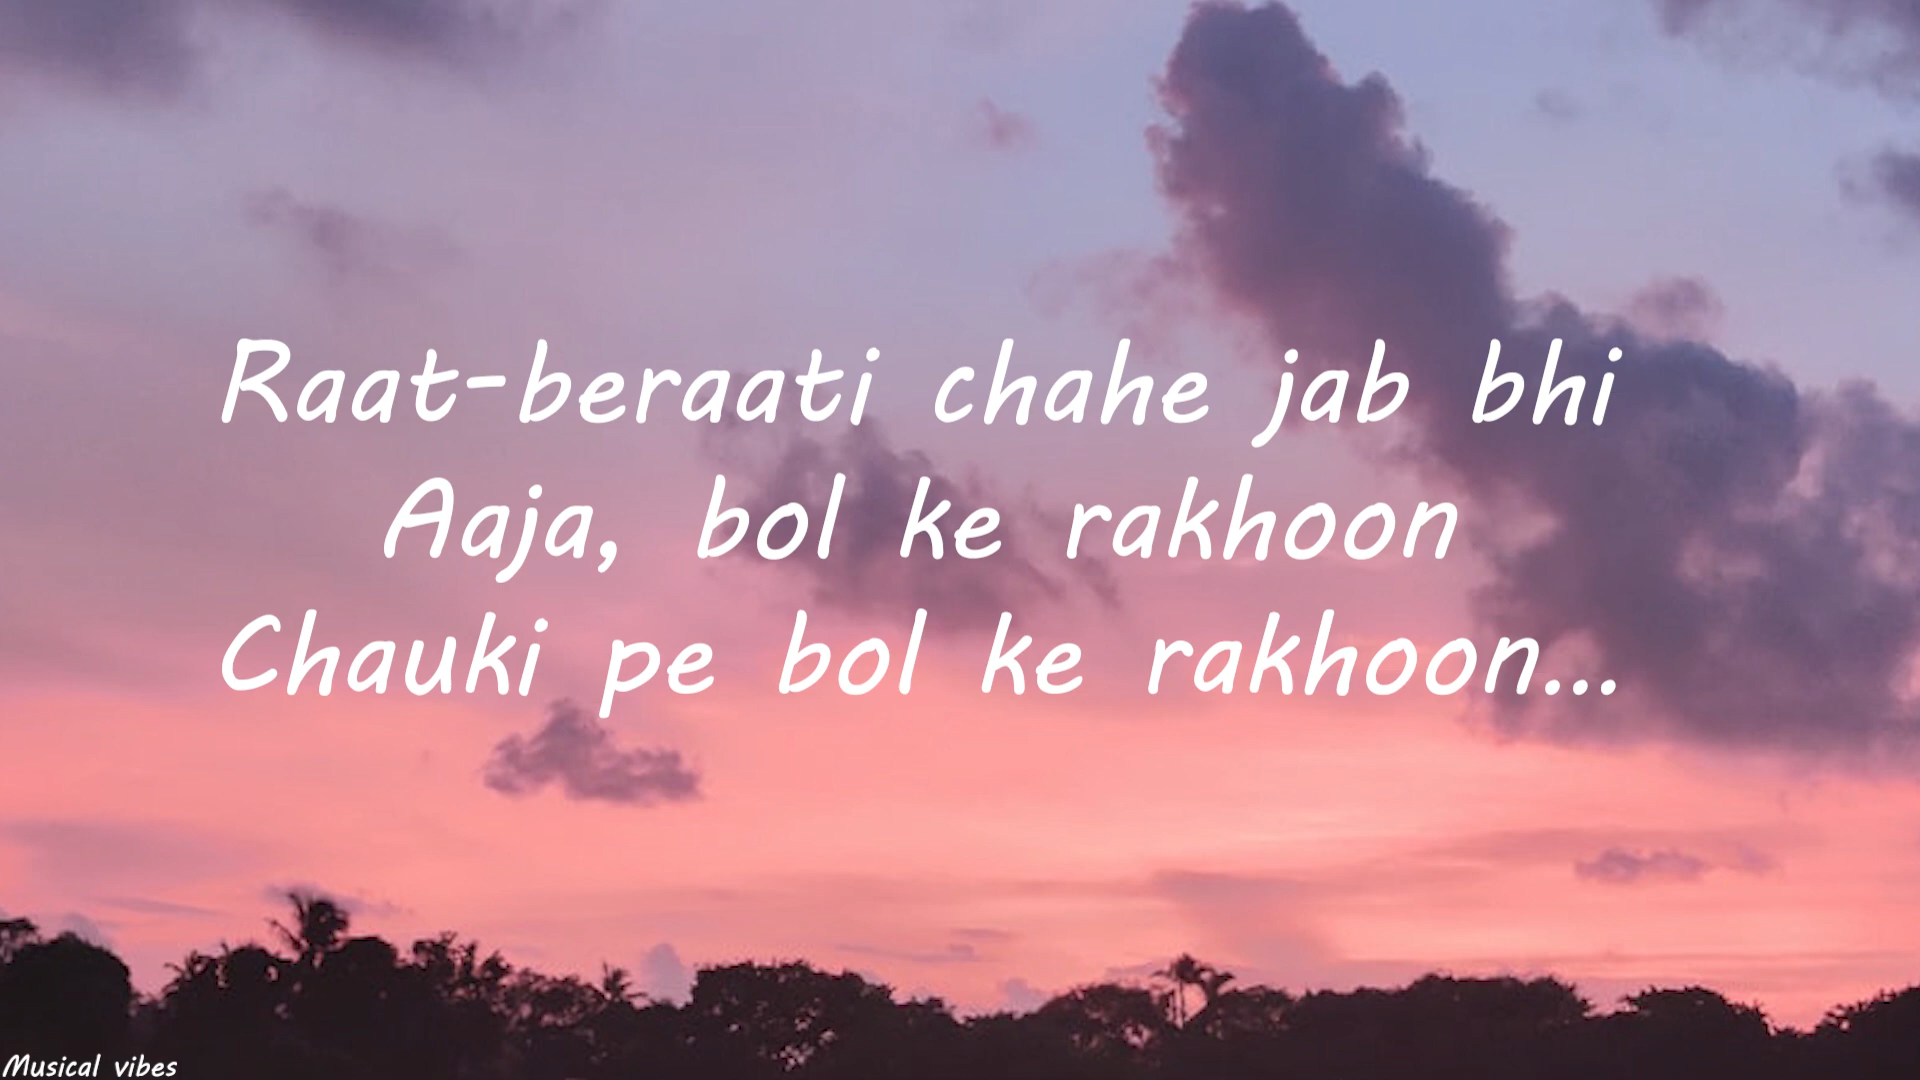 Raat-beraati chahe jab bhi
Aaja, bol ke rakhoon
Chauki pe bol ke rakhoon...
Musical vibes